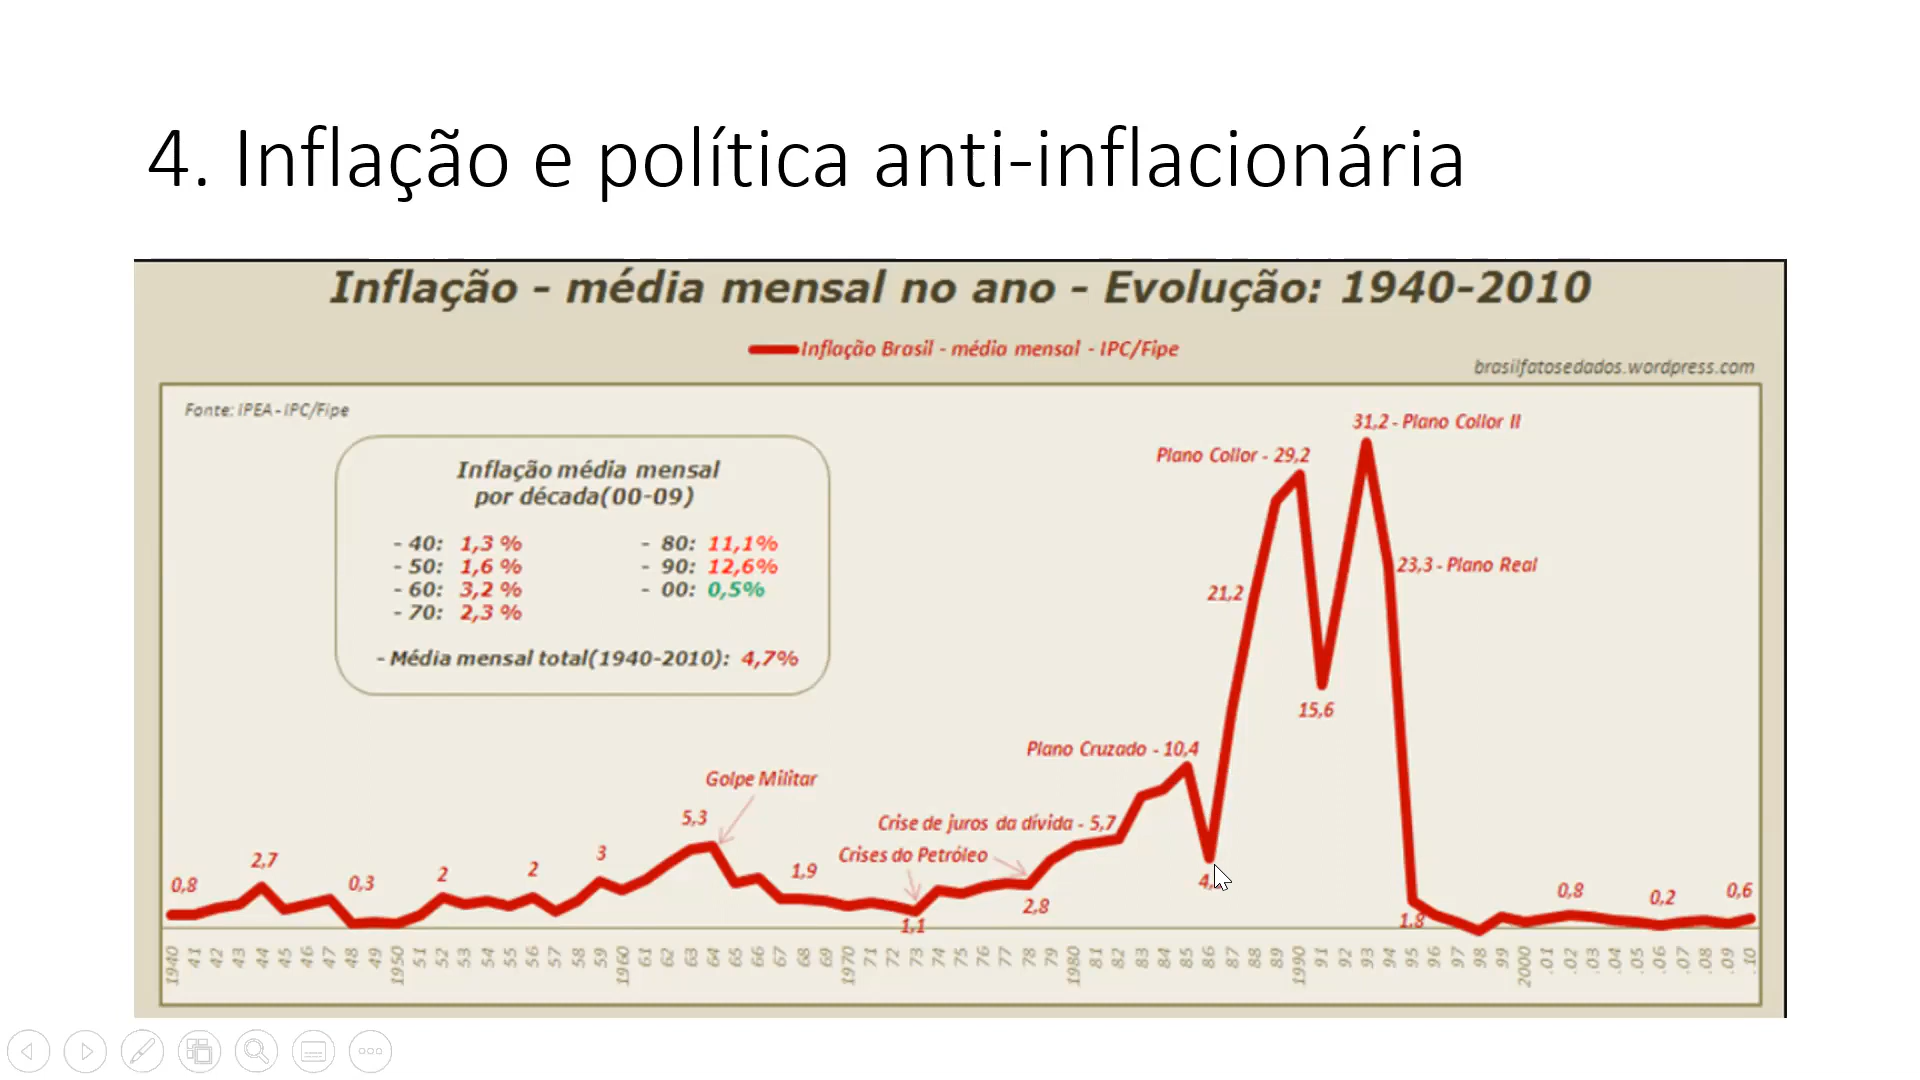 4. Inflação e política anti-inflacionária
Inflação - média mensal no ano - Evolução: 1940-2010
Inflação Brasil - média mensal - IPC/Fipe
brasilfatosedados.wordpress.com
Fonte: IPEA - IPC/Fipe
Inflação média mensal
por década(00-09)
- 40: 1,3 %
- 50: 1,6 %
- 60: 3,2 %
- 70: 2,3 %
- 80: 11,1%
- 90: 12,6%
- 00: 0,5%
- Média mensal total(1940-2010): 4,7%
31,2 - Plano Collor II
Plano Collor - 29,2
23,3 - Plano Real
21,2
15,6
Plano Cruzado - 10,4
Golpe Militar
5,3
Crise de juros da dívida - 5,7
Crises do Petróleo
0,8
2,7
0,3
2
2
3
1,9
1,1
2,8
1,8
0,8
0,2
0,6
1940 41 42 43 44 45 46 47 48 49 1950 51 52 53 54 55 56 57 58 59 1960 61 62 63 64 65 66 67 68 69 1970 71 72 73 74 75 76 77 78 79 1980 81 82 83 84 85 86 87 88 89 1990 91 92 93 94 95 96 97 98 99 2000 .01 .02 .03 .04 .05 .06 .07 .08 .09 .10